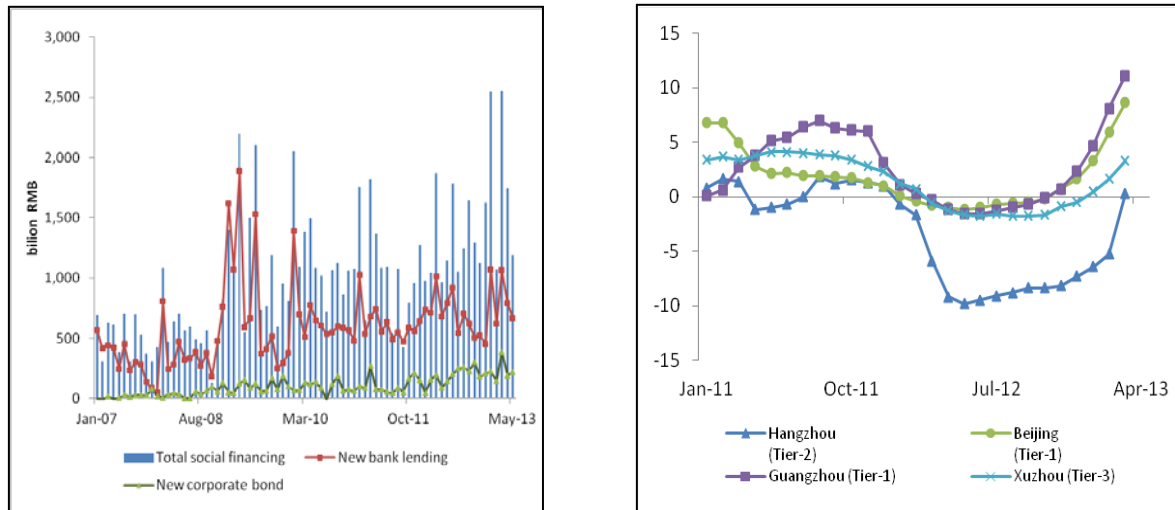 3,000
2,500
2,000
1,500
1,000
500
0
bilion RMB
Jan-07 Aug-08 Mar-10 Oct-11 May-13
Total social financing New bank lending
New corporate bond
15
10
5
0
-5
-10
-15
Jan-11 Oct-11 Jul-12 Apr-13
Hangzhou Beijing
(Tier-2) (Tier-1)
Guangzhou (Tier-1) Xuzhou (Tier-3)